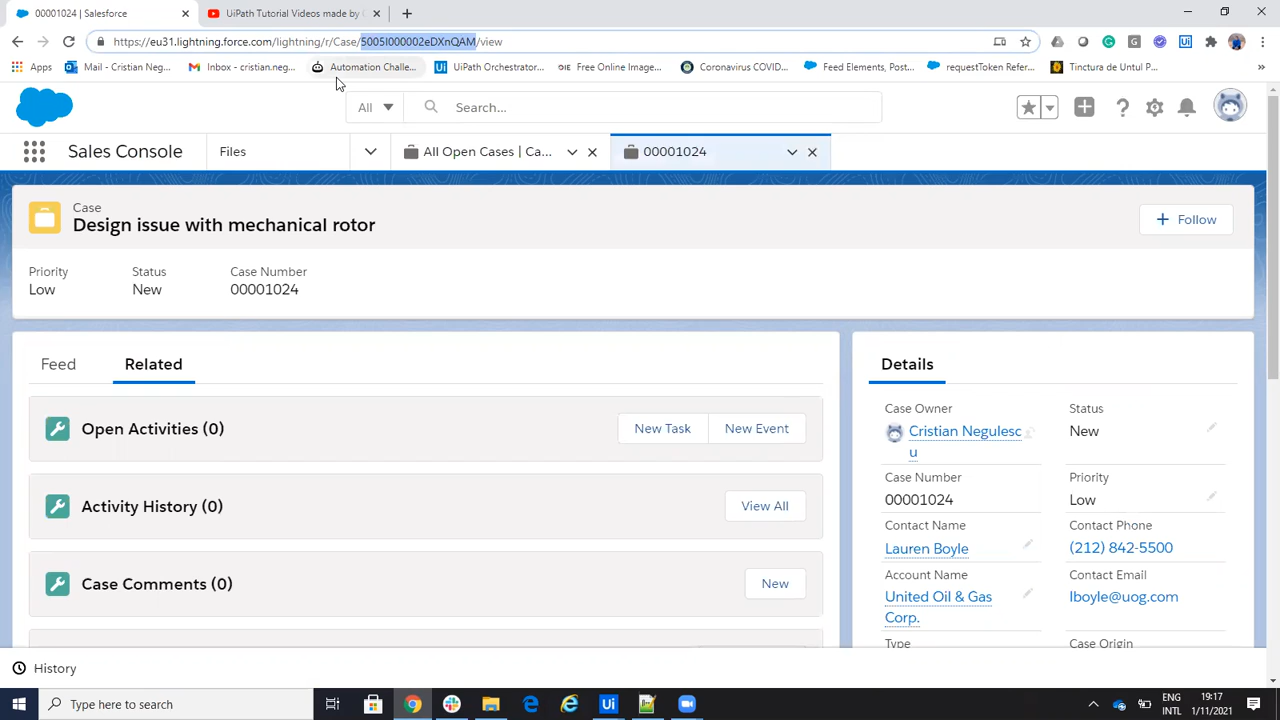 00001024 | Salesforce
UiPath Tutorial Videos made by
https://eu31.lightning.force.com/lightning/r/Case/5005I000002eDXnQAM/view
Apps
Mail - Cristian Neg...
Inbox - cristian.neg...
Automation Challe...
UiPath Orchestrator...
Free Online Image...
Coronavirus COVID...
Feed Elements, Post...
requestToken Refer...
Tinctura de Untul P...
»
All
Search...
Sales Console
Files
All Open Cases | Ca...
00001024
Case
Design issue with mechanical rotor
Follow
Priority
Status
Case Number
Low
New
00001024
Feed
Related
Open Activities (0)
New Task
New Event
Activity History (0)
View All
Case Comments (0)
New
Details
Case Owner
Cristian Negulesc
u
Status
New
Case Number
00001024
Priority
Low
Contact Name
Lauren Boyle
Contact Phone
(212) 842-5500
Account Name
United Oil & Gas
Corp.
Contact Email
lboyle@uog.com
Type
Case Origin
History
Type here to search
ENG
INTL
19:17
1/11/2021